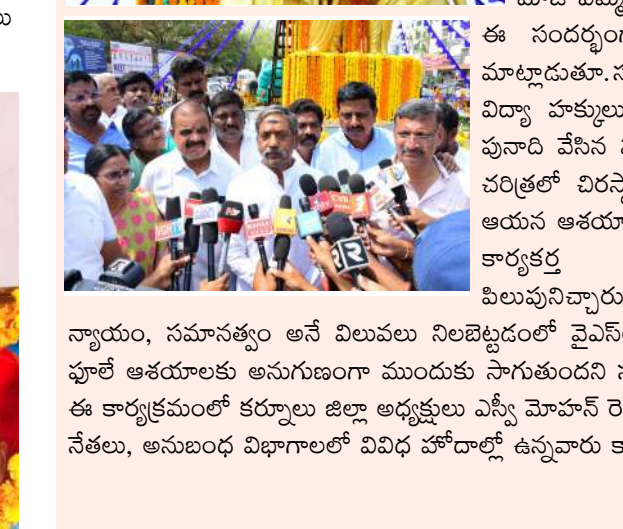 లు
ఈ సందర్భంగ
మాట్లాడుతూ.స
విద్యా హక్కులు
పునాది వేసిన
చరిత్రలో చిరస్థ
ఆయన ఆశయా
కార్యకర్త
పిలుపునిచ్చారు
న్యాయం, సమానత్వం అనే విలువలు నిలబెట్టడంలో వైఎస్
ఫూలే ఆశయాలకు అనుగుణంగా ముందుకు సాగుతుందని
ఈ కార్యక్రమంలో కర్నూలు జిల్లా అధ్యక్షులు ఎస్వీ మోహన్ రె
నేతలు, అనుబంధ విభాగాలలో వివిధ హోదాల్లో ఉన్నవారు కా
CVR
R